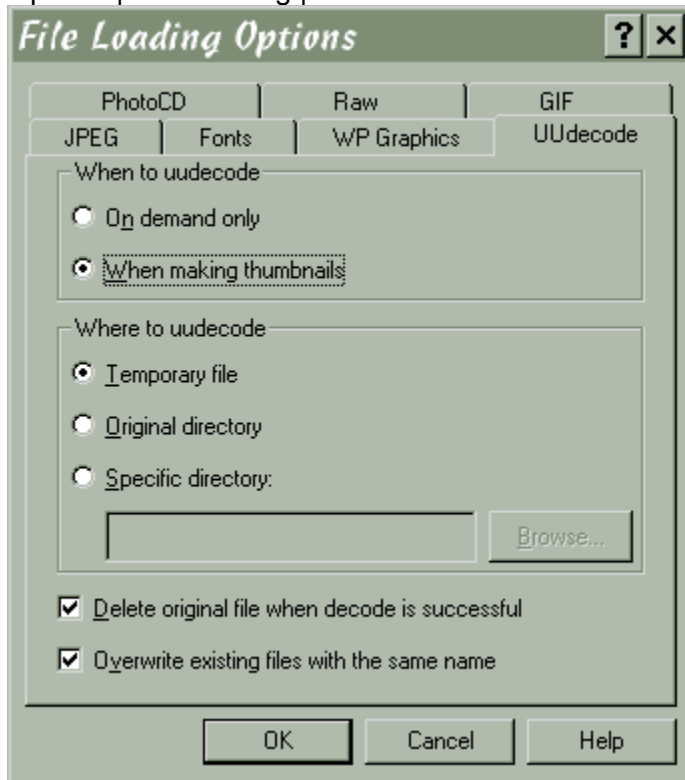 File Loading Options
PhotoCD Raw GIF
JPEG Fonts WP Graphics UUdecode
When to uudecode
On demand only
When making thumbnails
Where to uudecode
Temporary file
Original directory
Specific directory:
Browse...
Delete original file when decode is successful
Overwrite existing files with the same name
OK Cancel Help